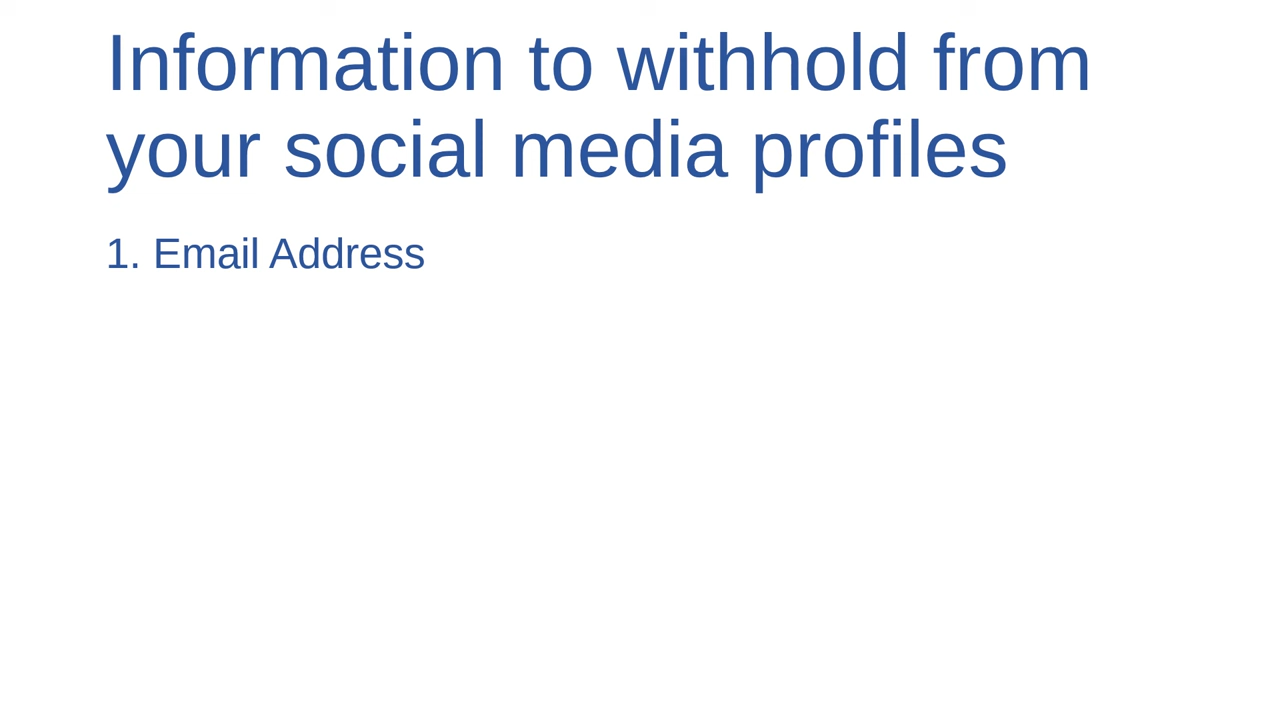 Information to withhold from
your social media profiles
1. Email Address